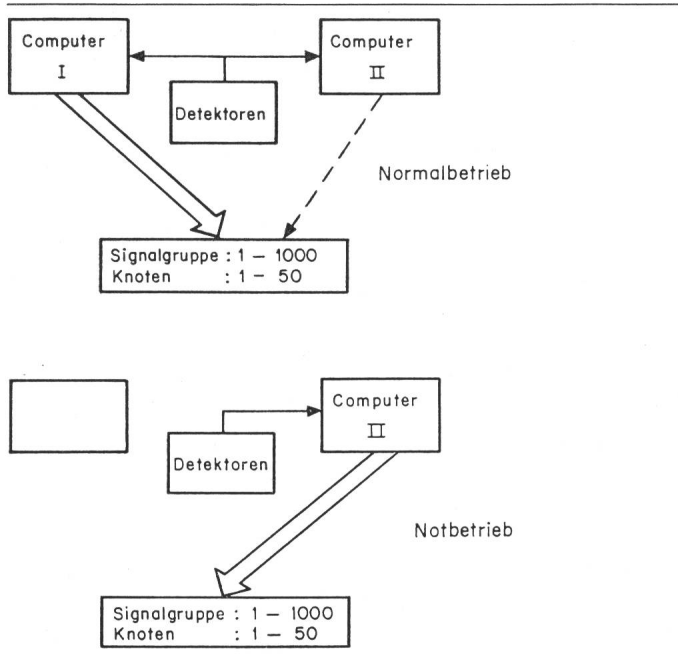 Computer
I
Computer
II
Detektoren
Normalbetrieb
Signalgruppe : 1 – 1000
Knoten : 1 – 50
Computer
II
Detektoren
Notbetrieb
Signalgruppe : 1 – 1000
Knoten : 1 – 50